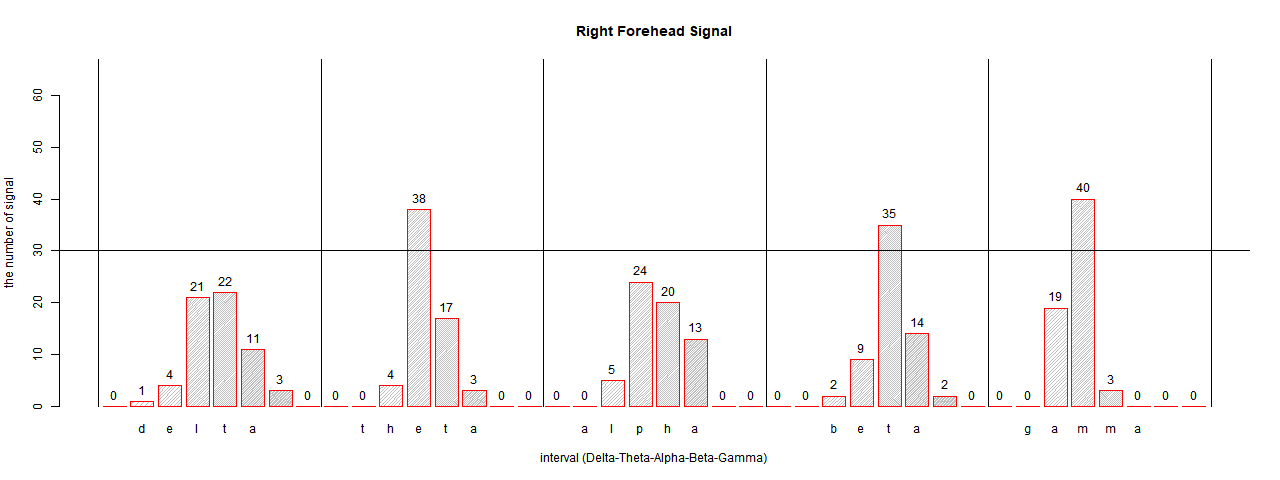 Right Forehead Signal
the number of signal
60
50
40
30
20
10
0
0 1 4 21 22 11 3 0 0 0 4 38 17 3 0 0 0 0 5 24 20 13 0 0 0 0 2 9 35 14 2 0 0 0 19 40 3 0 0 0
d e l t a t h e t a a l p h a b e t a g a m m a
interval (Delta-Theta-Alpha-Beta-Gamma)